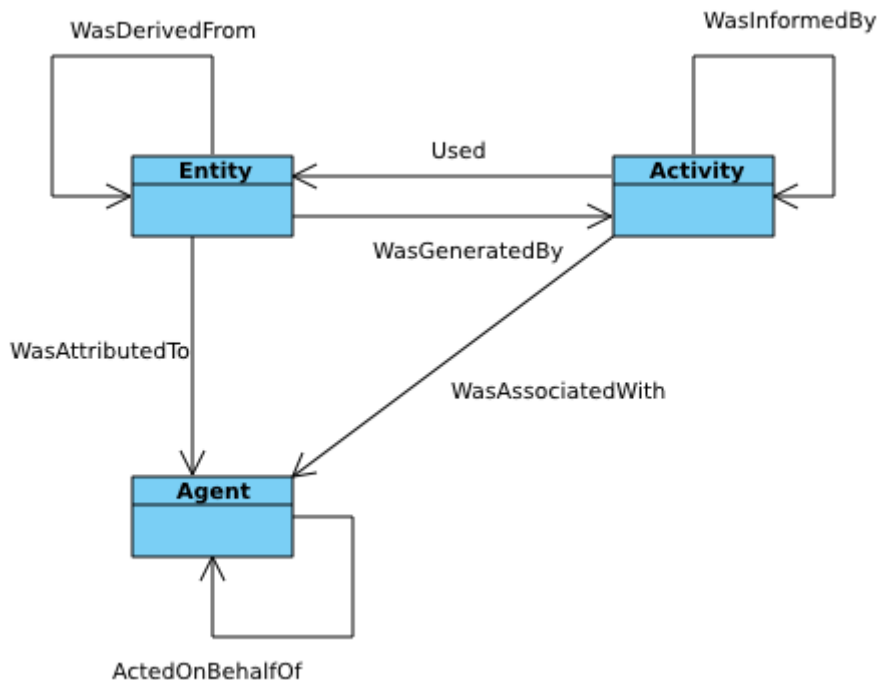 WasDerivedFrom
WasInformedBy
Used
Entity
Activity
WasGeneratedBy
WasAttributedTo
WasAssociatedWith
Agent
ActedOnBehalfOf